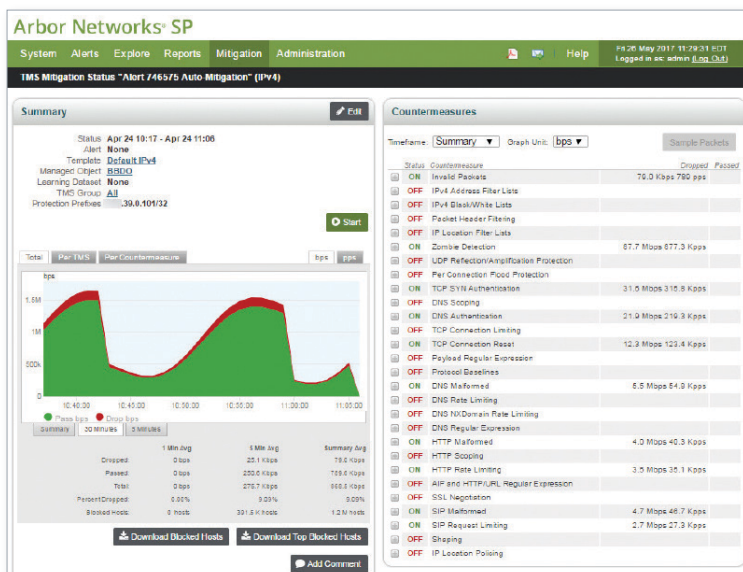 Arbor Networks® SP
System Alerts Explore Reports Mitigation Administration Help
Fri 26 May 2017 11:29:31 EDT
Logged in as: admin (Log Out)
TMS Mitigation Status "Alert 746575 Auto-Mitigation" (IPv4)
Summary
Edit
Status Apr 24 10:17 - Apr 24 11:06
Alert None
Template Default IPv4
Managed Object BBDO
Learning Dataset None
TMS Group All
Protection Prefixes .39.0.101/32
Start
Total Per TMS Per Countermeasure bps pps
bps
1.5M
1M
500k
0
10:40:00 10:45:00 10:50:00 10:55:00 11:00:00 11:05:00
Pass bps Drop bps
Summary 30 Minutes 5 Minutes
1 Min Avg 5 Min Avg Summary Avg
Dropped: 0 bps 25.1 Kbps 79.0 Kbps
Passed: 0 bps Kbps Kbps
Total: 0 bps Kbps Kbps
Percent Dropped: 0.00% 9.09% 9.09%
Blocked Hosts: 0 hosts hosts 1.2 M hosts
Download Blocked Hosts Download Top Blocked Hosts
Add Comment
Countermeasures
Timeframe: Summary Graph Unit: bps Sample Packets
Status Countermeasure Dropped Passed
ON Invalid Packets 79.0 Kbps 789 pps
OFF IPv4 Address Filter Lists
OFF IPv4 Black/White Lists
OFF Packet Header Filtering
OFF IP Location Filter Lists
ON Zombie Detection 67.7 Mbps 677.3 Kpps
OFF UDP Reflection/Amplification Protection
OFF Per Connection Flood Protection
ON TCP SYN Authentication 31.6 Mbps 315.8 Kpps
OFF DNS Scoping
ON DNS Authentication 21.9 Mbps 219.3 Kpps
OFF TCP Connection Limiting
ON TCP Connection Reset 12.3 Mbps 123.4 Kpps
OFF Payload Regular Expression
OFF Protocol Baselines
ON DNS Malformed 5.5 Mbps 54.9 Kpps
OFF DNS Rate Limiting
OFF DNS NXDomain Rate Limiting
OFF DNS Regular Expression
ON HTTP Malformed 4.0 Mbps 40.3 Kpps
OFF HTTP Scoping
ON HTTP Rate Limiting 3.5 Mbps 35.1 Kpps
OFF AIF and HTTP/URL Regular Expression
OFF SSL Negotiation
ON SIP Malformed 4.7 Mbps 46.7 Kpps
ON SIP Request Limiting 2.7 Mbps 27.3 Kpps
OFF Shaping
OFF IP Location Policing